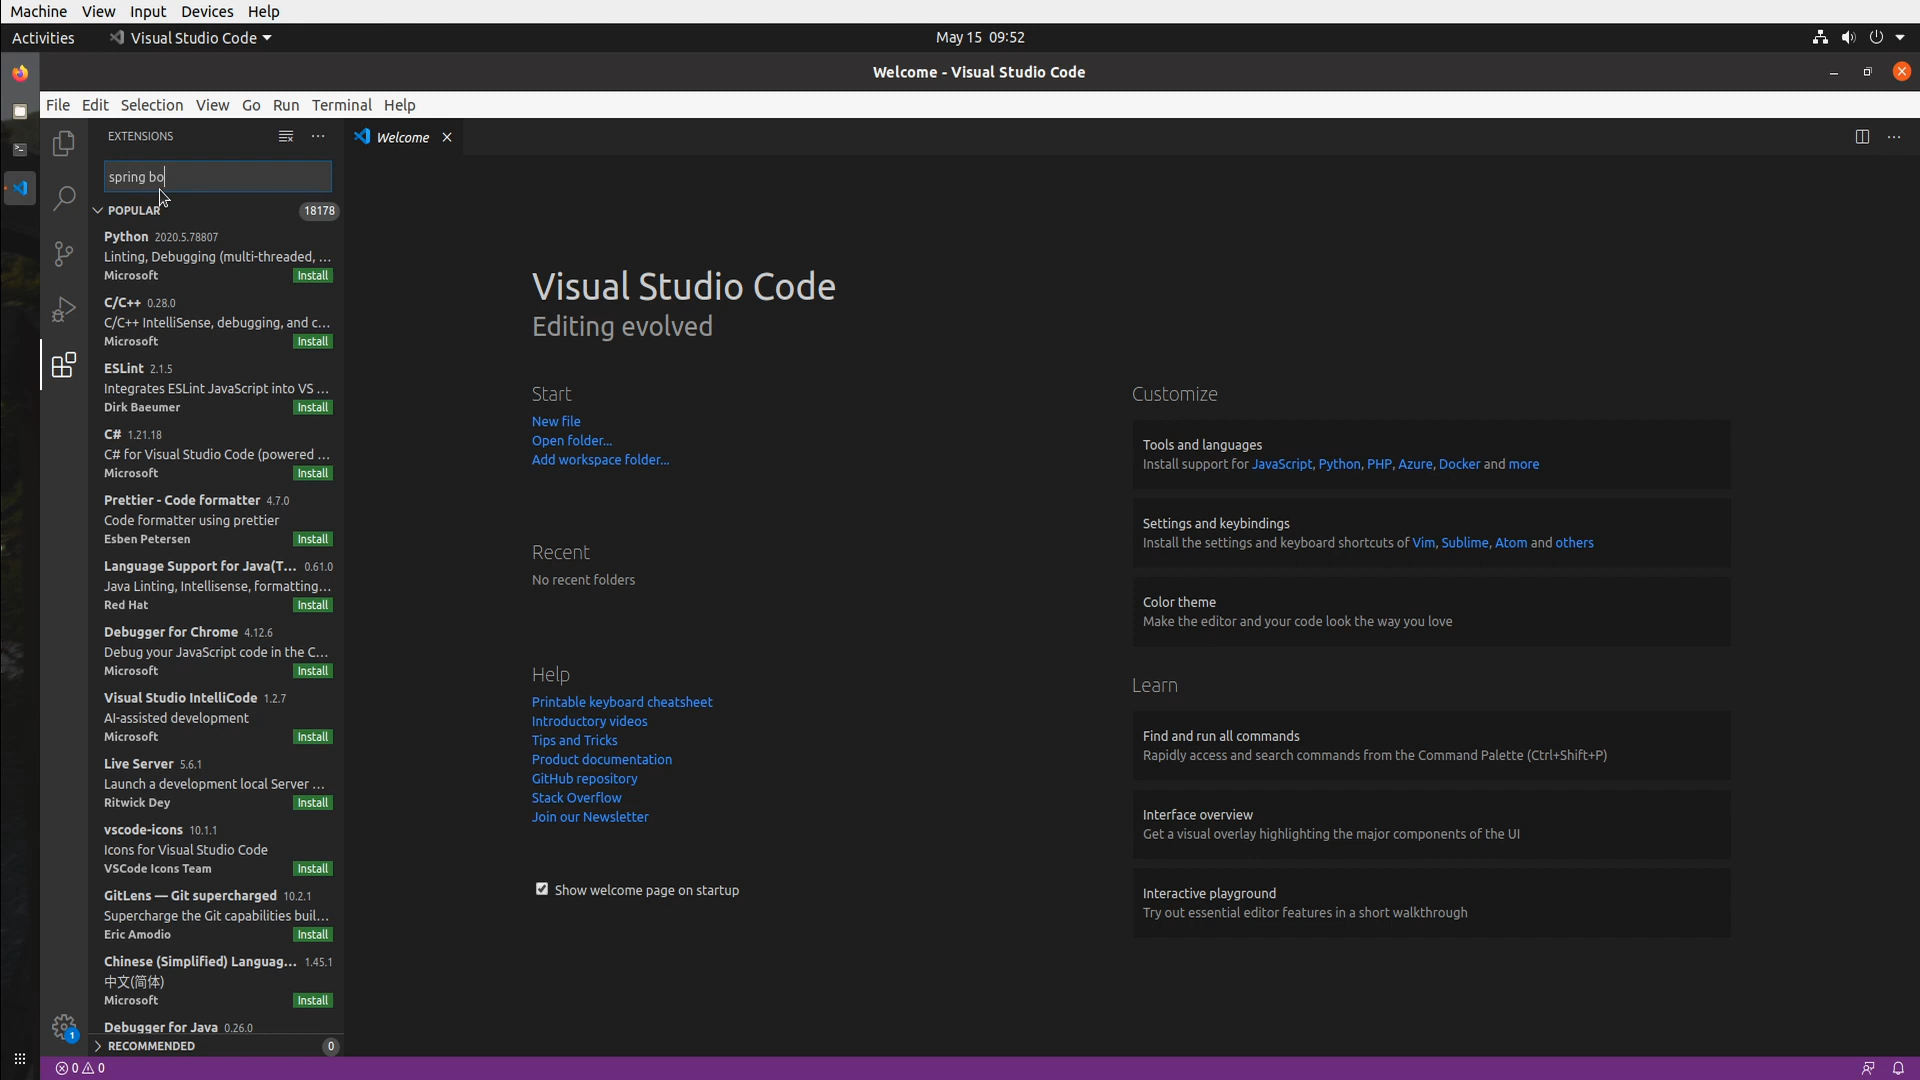 Machine View Input Devices Help
Activities Visual Studio Code May 15 09:52
Welcome - Visual Studio Code
File Edit Selection View Go Run Terminal Help
EXTENSIONS
Welcome
spring bo
POPULAR 18178
Python 2020.5.78807
Linting, Debugging (multi-threaded, ...
Microsoft Install
C/C++ 0.28.0
C/C++ IntelliSense, debugging, and c...
Microsoft Install
ESLint 2.1.5
Integrates ESLint JavaScript into VS ...
Dirk Baeumer Install
C# 1.21.18
C# for Visual Studio Code (powered ...
Microsoft Install
Prettier - Code formatter 4.7.0
Code formatter using prettier
Esben Petersen Install
Language Support for Java(T... 0.61.0
Java Linting, Intellisense, formatting...
Red Hat Install
Debugger for Chrome 4.12.6
Debug your JavaScript code in the C...
Microsoft Install
Visual Studio IntelliCode 1.2.7
AI-assisted development
Microsoft Install
Live Server 5.6.1
Launch a development local Server ...
Ritwick Dey Install
vscode-icons 10.1.1
Icons for Visual Studio Code
VSCode Icons Team Install
GitLens — Git supercharged 10.2.1
Supercharge the Git capabilities buil...
Eric Amodio Install
Chinese (Simplified) Languag... 1.45.1
中文(简体)
Microsoft Install
Debugger for Java 0.26.0
RECOMMENDED 0
Visual Studio Code
Editing evolved
Start
New file
Open folder...
Add workspace folder...
Recent
No recent folders
Help
Printable keyboard cheatsheet
Introductory videos
Tips and Tricks
Product documentation
GitHub repository
Stack Overflow
Join our Newsletter
Show welcome page on startup
Customize
Tools and languages
Install support for JavaScript, Python, PHP, Azure, Docker and more
Settings and keybindings
Install the settings and keyboard shortcuts of Vim, Sublime, Atom and others
Color theme
Make the editor and your code look the way you love
Learn
Find and run all commands
Rapidly access and search commands from the Command Palette (Ctrl+Shift+P)
Interface overview
Get a visual overlay highlighting the major components of the UI
Interactive playground
Try out essential editor features in a short walkthrough
1
0 0